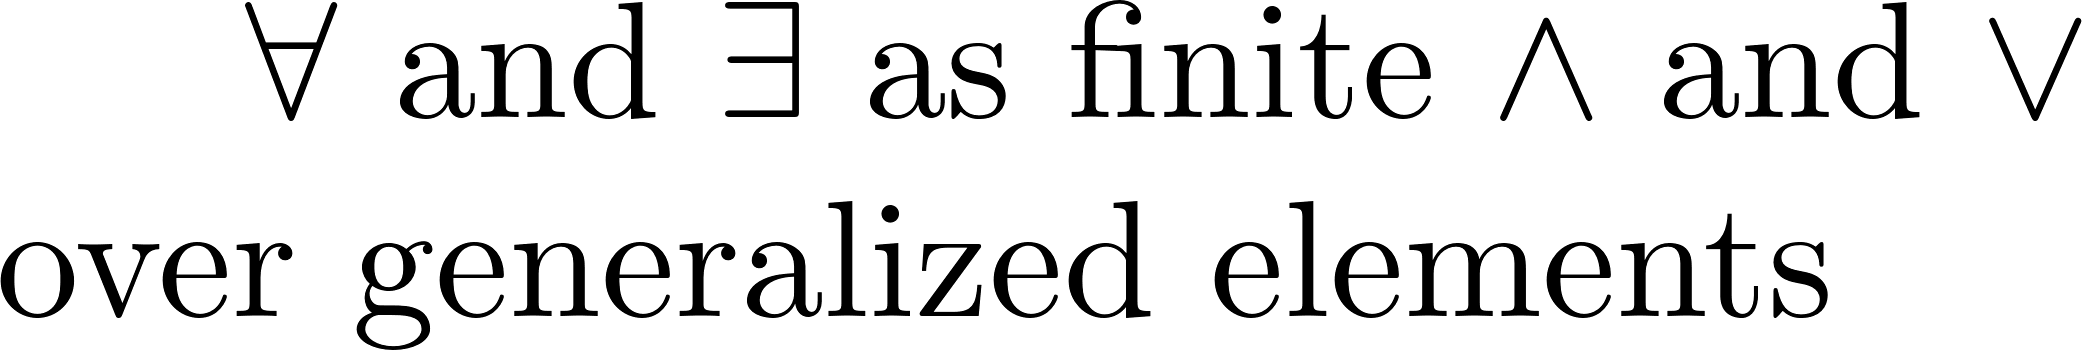 ∀ and ∃ as finite ∧ and ∨
over generalized elements